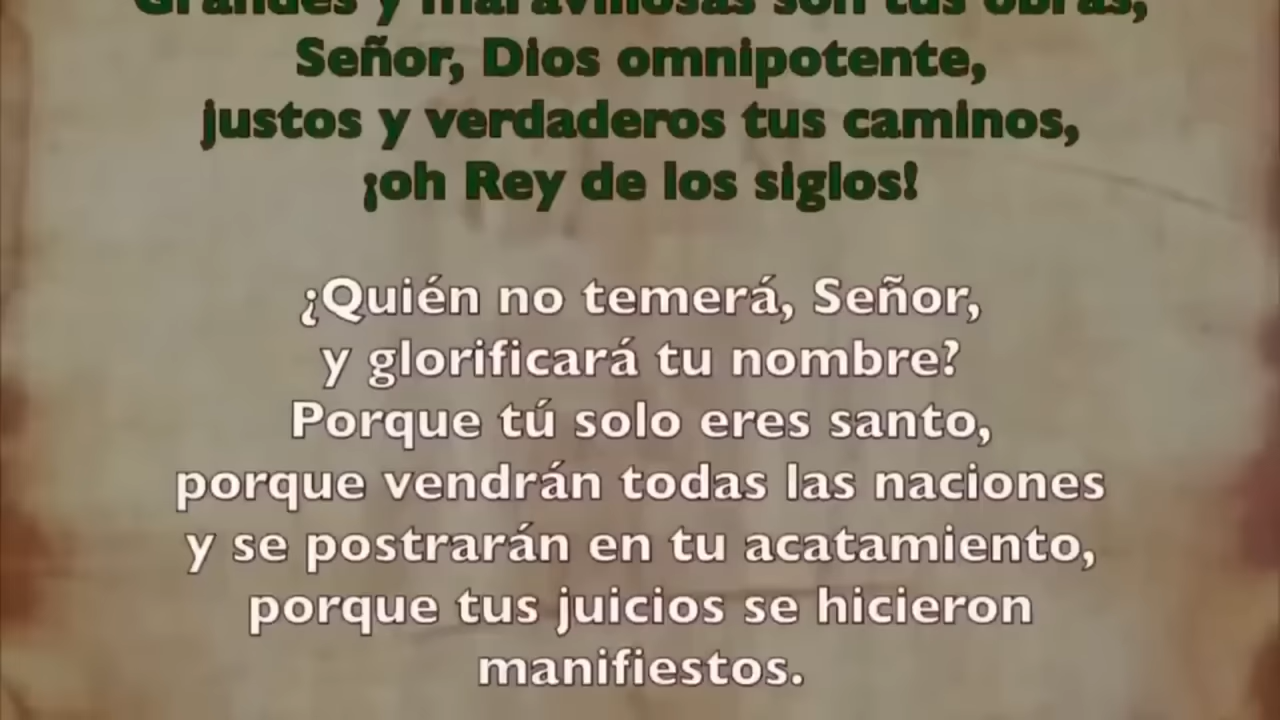 Grandes y maravillosas son tus obras,
Señor, Dios omnipotente,
justos y verdaderos tus caminos,
¡oh Rey de los siglos!
¿Quién no temerá, Señor,
y glorificará tu nombre?
Porque tú solo eres santo,
porque vendrán todas las naciones
y se postrarán en tu acatamiento,
porque tus juicios se hicieron
manifiestos.